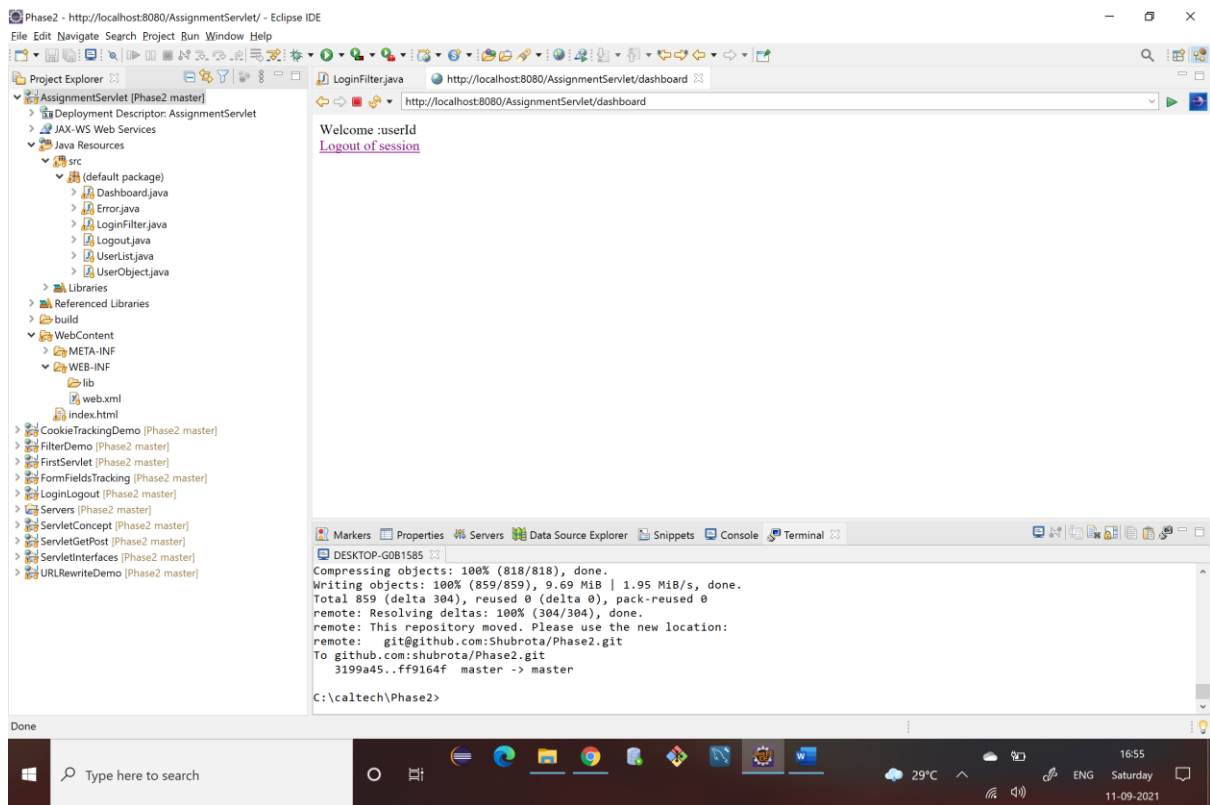 Phase2 - http://localhost:8080/AssignmentServlet/ - Eclipse IDE
File Edit Navigate Search Project Run Window Help
Project Explorer
AssignmentServlet [Phase2 master]
Deployment Descriptor: AssignmentServlet
JAX-WS Web Services
Java Resources
src
(default package)
Dashboard.java
Error.java
LoginFilter.java
Logout.java
UserList.java
UserObject.java
Libraries
Referenced Libraries
build
WebContent
META-INF
WEB-INF
lib
web.xml
index.html
CookieTrackingDemo [Phase2 master]
FilterDemo [Phase2 master]
FirstServlet [Phase2 master]
FormFieldsTracking [Phase2 master]
LoginLogout [Phase2 master]
Servers [Phase2 master]
ServletConcept [Phase2 master]
ServletGetPost [Phase2 master]
ServletInterfaces [Phase2 master]
URLRewriteDemo [Phase2 master]
LoginFilter.java http://localhost:8080/AssignmentServlet/dashboard
http://localhost:8080/AssignmentServlet/dashboard
Welcome :userId
Logout of session
Markers Properties Servers Data Source Explorer Snippets Console Terminal
DESKTOP-G0B1585
Compressing objects: 100% (818/818), done.
Writing objects: 100% (859/859), 9.69 MiB | 1.95 MiB/s, done.
Total 859 (delta 304), reused 0 (delta 0), pack-reused 0
remote: Resolving deltas: 100% (304/304), done.
remote: This repository moved. Please use the new location:
remote:   git@github.com:Shubrota/Phase2.git
To github.com:shubrota/Phase2.git
   3199a45..ff9164f  master -> master
C:\caltech\Phase2>
Done
Type here to search
29°C
ENG
16:55
Saturday
11-09-2021